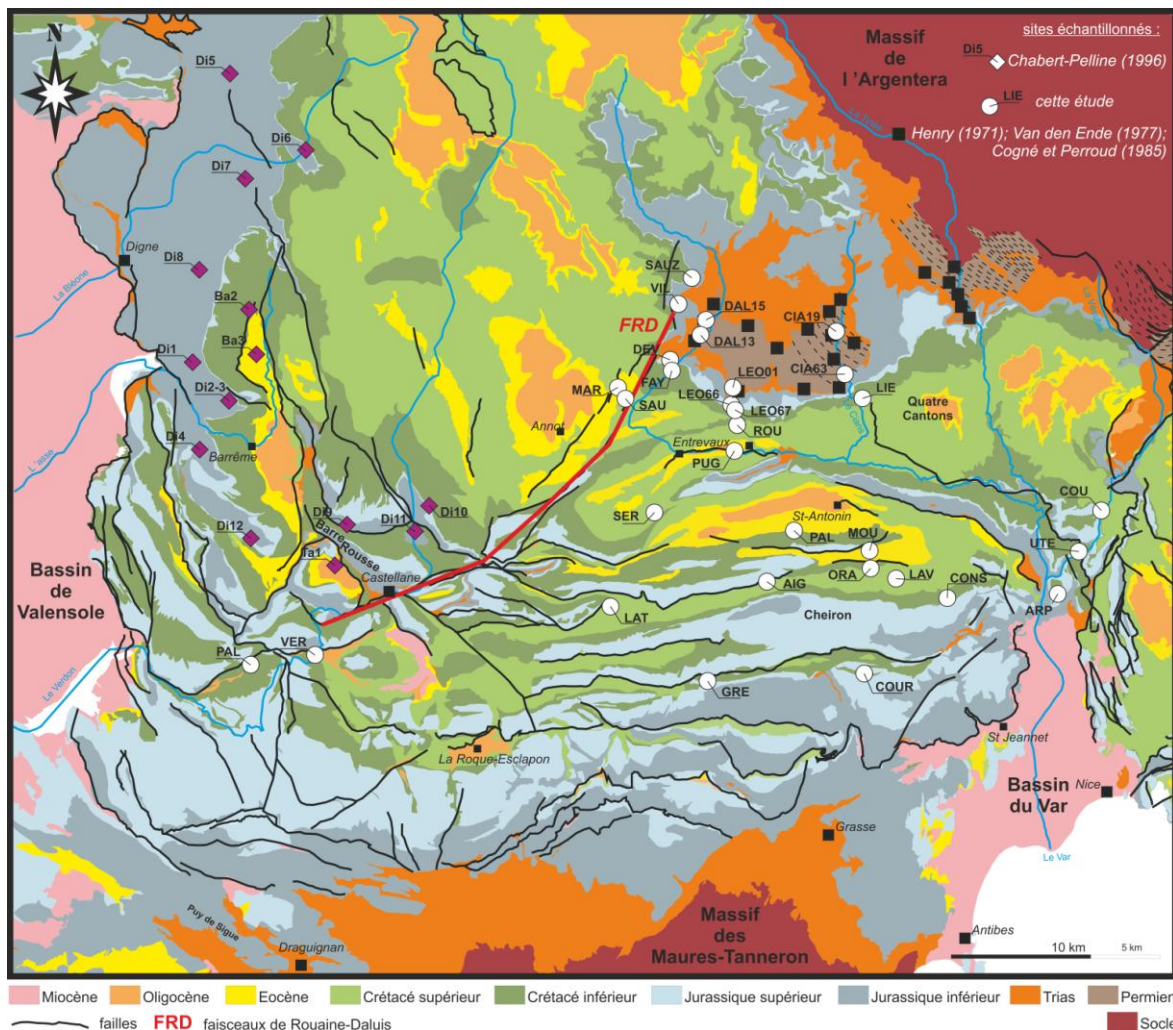 N
sites échantillonnés :
Di5
Chabert-Pelline (1996)
LIE
cette étude
Henry (1971); Van den Ende (1977);
Cogné et Perroud (1985)
Massif
de
l 'Argentera
Di5
Di6
Di7
Digne
La Bléone
Di8
Ba2
Ba3
Di1
Di2-3
Di4
L' asse
Barrême
Di12
Di9
Di11
Di10
Barre Rousse
Ta1
Castellane
Bassin
de
Valensole
PAL
VER
Le Verdon
SAUZ
VIL
FRD
DAL15
DAL13
DEV
FAY
MAR
SAU
Annot
CIA19
CIA63
LEO01
LEO66
LEO67
LIE
ROU
Entrevaux
PUG
Quatre
Cantons
SER
St-Antonin
PAL
MOU
ORA
LAV
AIG
CONS
LAT
Cheiron
COU
UTE
ARP
GRE
COUR
La Roque-Esclapon
St Jeannet
Bassin
du Var
Nice
Grasse
Le Var
Puy de Sigue
Draguignan
Massif
des
Maures-Tanneron
Antibes
10 km
5 km
Miocène
Oligocène
Eocène
Crétacé supérieur
Crétacé inférieur
Jurassique supérieur
Jurassique inférieur
Trias
Permien
failles
FRD faisceaux de Rouaine-Daluis
Socle